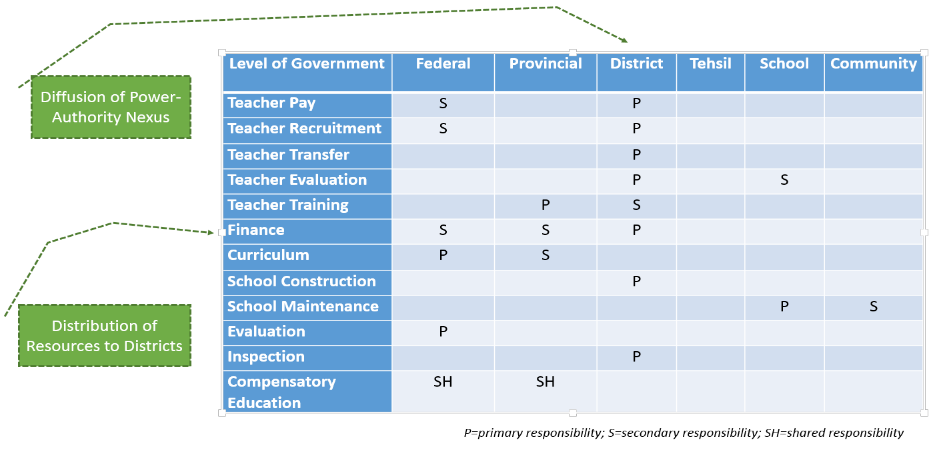 Diffusion of Power-
Authority Nexus
Distribution of
Resources to Districts
Level of Government Federal Provincial District Tehsil School Community
Teacher Pay S P
Teacher Recruitment S P
Teacher Transfer P
Teacher Evaluation P S
Teacher Training P S
Finance S S P
Curriculum P S
School Construction P
School Maintenance P S
Evaluation P
Inspection P
Compensatory SH SH
Education
P=primary responsibility; S=secondary responsibility; SH=shared responsibility